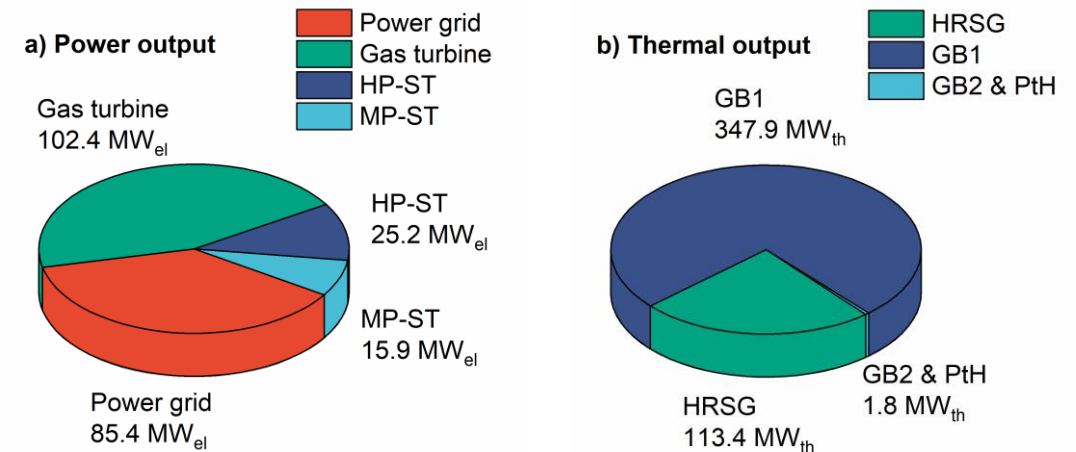 a) Power output
Power grid
Gas turbine
HP-ST
MP-ST
Gas turbine
102.4 MWel
HP-ST
25.2 MWel
MP-ST
15.9 MWel
Power grid
85.4 MWel
b) Thermal output
HRSG
GB1
GB2 & PtH
GB1
347.9 MWth
GB2 & PtH
1.8 MWth
HRSG
113.4 MWth